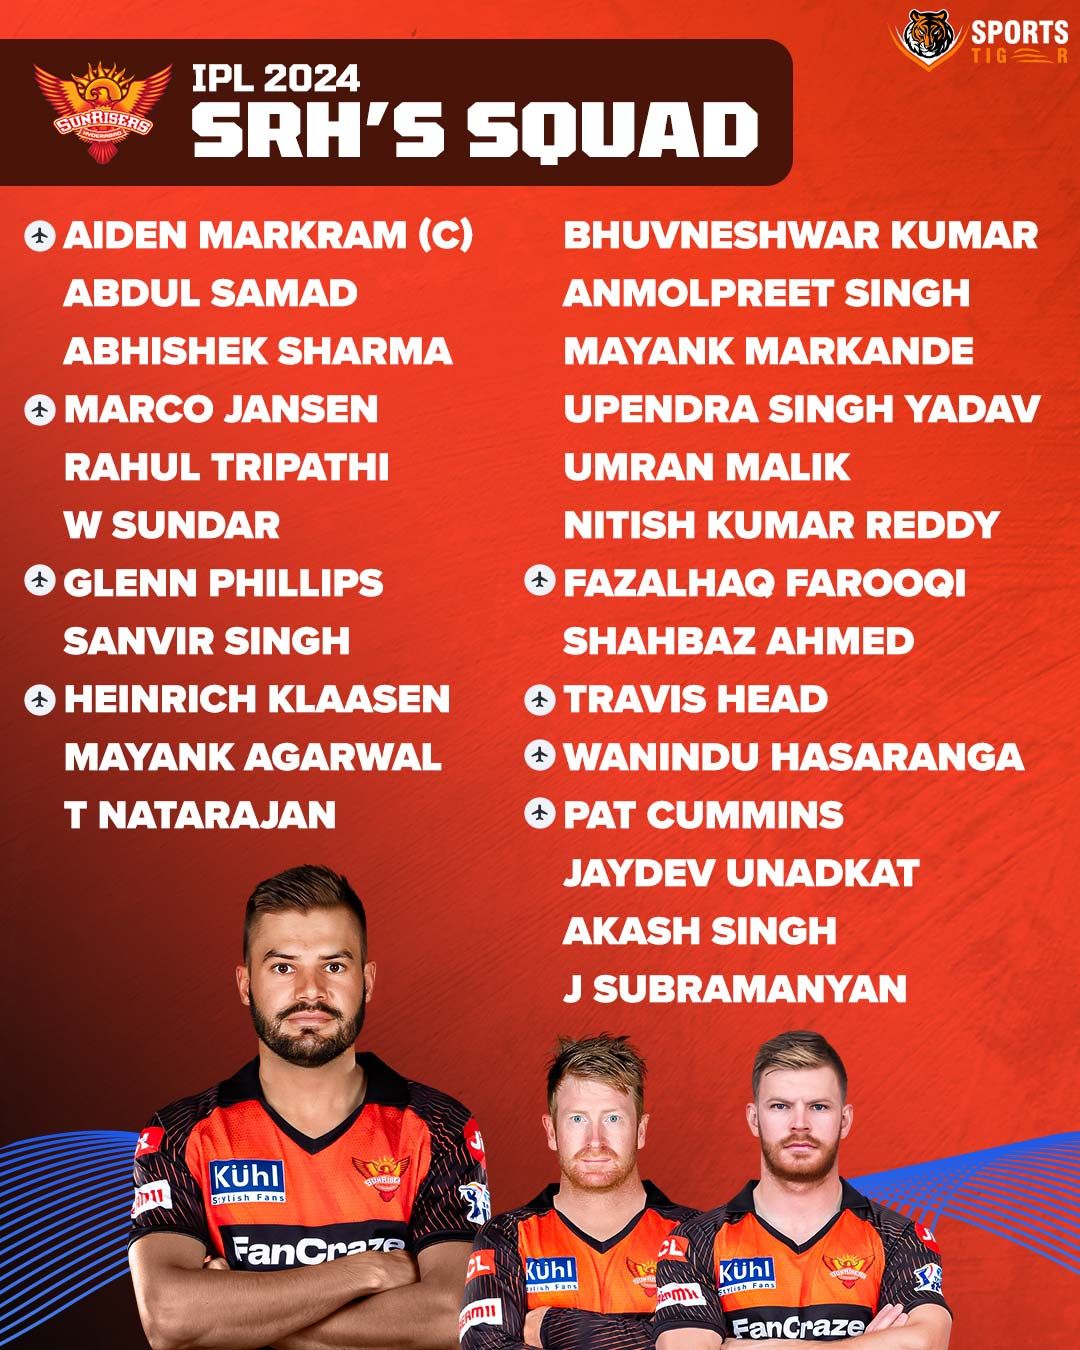 SPORTS
TIGER
SUNRISERS
HYDERABAD
IPL 2024
SRH'S SQUAD
AIDEN MARKRAM (C)
ABDUL SAMAD
ABHISHEK SHARMA
MARCO JANSEN
RAHUL TRIPATHI
W SUNDAR
GLENN PHILLIPS
SANVIR SINGH
HEINRICH KLAASEN
MAYANK AGARWAL
T NATARAJAN
BHUVNESHWAR KUMAR
ANMOLPREET SINGH
MAYANK MARKANDE
UPENDRA SINGH YADAV
UMRAN MALIK
NITISH KUMAR REDDY
FAZALHAQ FAROOQI
SHAHBAZ AHMED
TRAVIS HEAD
WANINDU HASARANGA
PAT CUMMINS
JAYDEV UNADKAT
AKASH SINGH
J SUBRAMANYAN
KÜhl
Stylish Fans
FanCraze
KÜhl
Stylish Fans
KÜhl
Stylish Fans
FanCraze